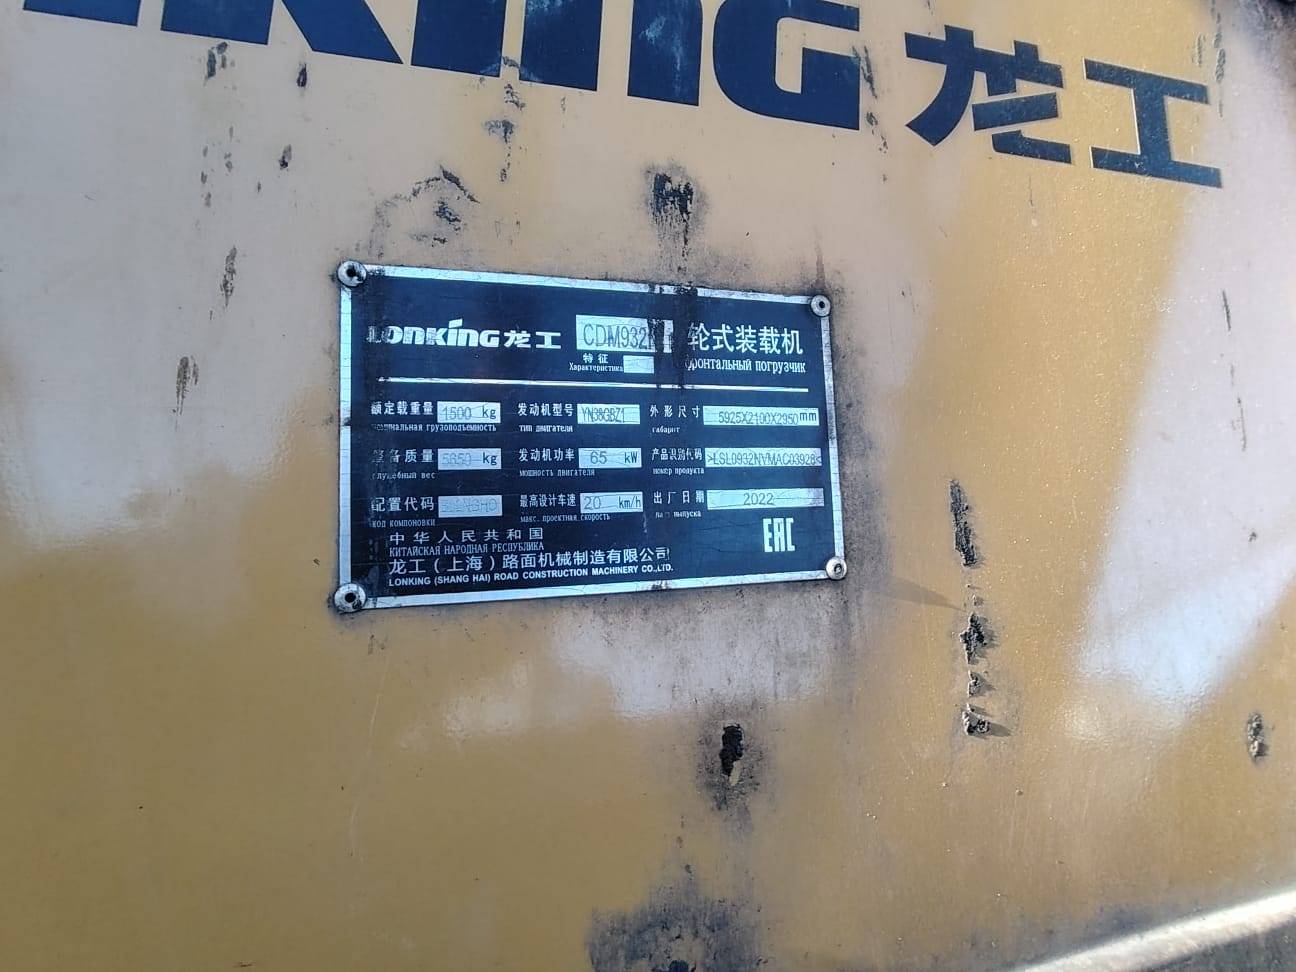 LONKING 龙工
LONKING 龙工 CDM932 轮式装载机
特征
Характеристика
фронтальный погрузчик
额定载重量 1500 kg 发动机型号 外形尺寸 5925X2100X2950 mm
номинальная грузоподъемность тип двигателя габарит
整备质量 kg 发动机功率 65 kW 产品识别代码
служебный вес мощность двигателя номер продукта
配置代码 最高设计车速 20 km/h 出厂日期 2022
код компоновки макс. проектная скорость дата выпуска
中华人民共和国
КИТАЙСКАЯ НАРОДНАЯ РЕСПУБЛИКА
EAC
龙工（上海）路面机械制造有限公司
LONKING (SHANG HAI) ROAD CONSTRUCTION MACHINERY CO.,LTD.